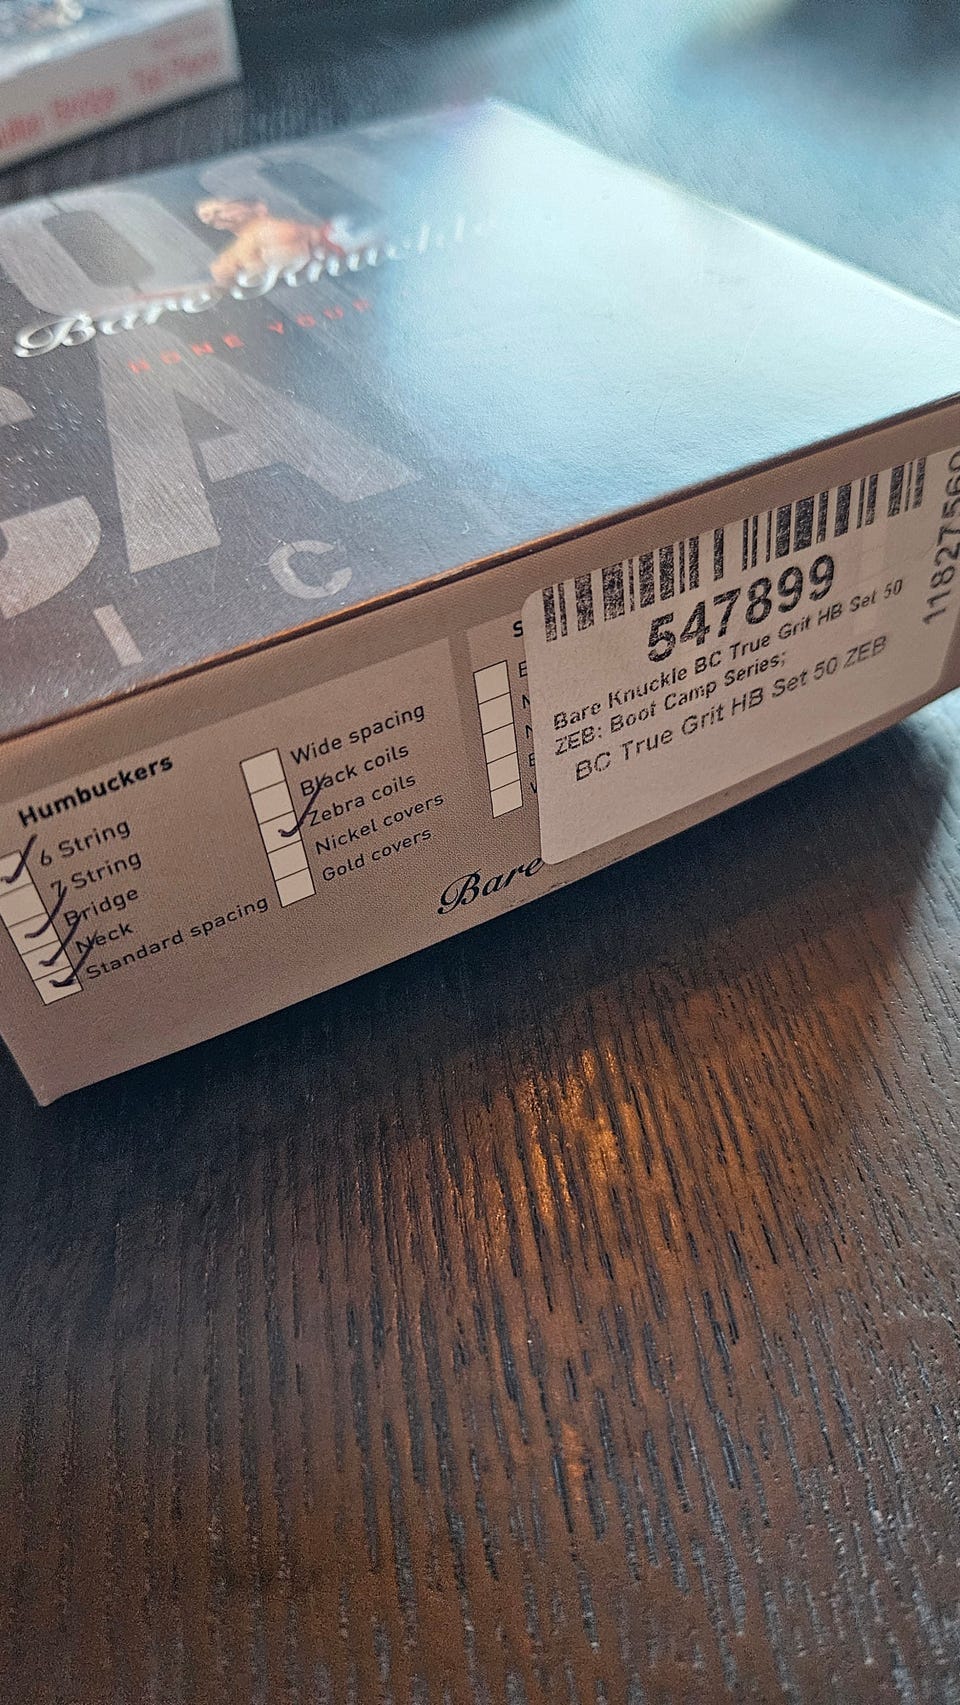 Bare Knuckle
HONE YOUR
CA
I C
Humbuckers
6 String
7 String
Bridge
Neck
Standard spacing
Wide spacing
Black coils
Zebra coils
Nickel covers
Gold covers
S
Bare
547899
Bare Knuckle BC True Grit HB Set 50
ZEB: Boot Camp Series;
BC True Grit HB Set 50 ZEB